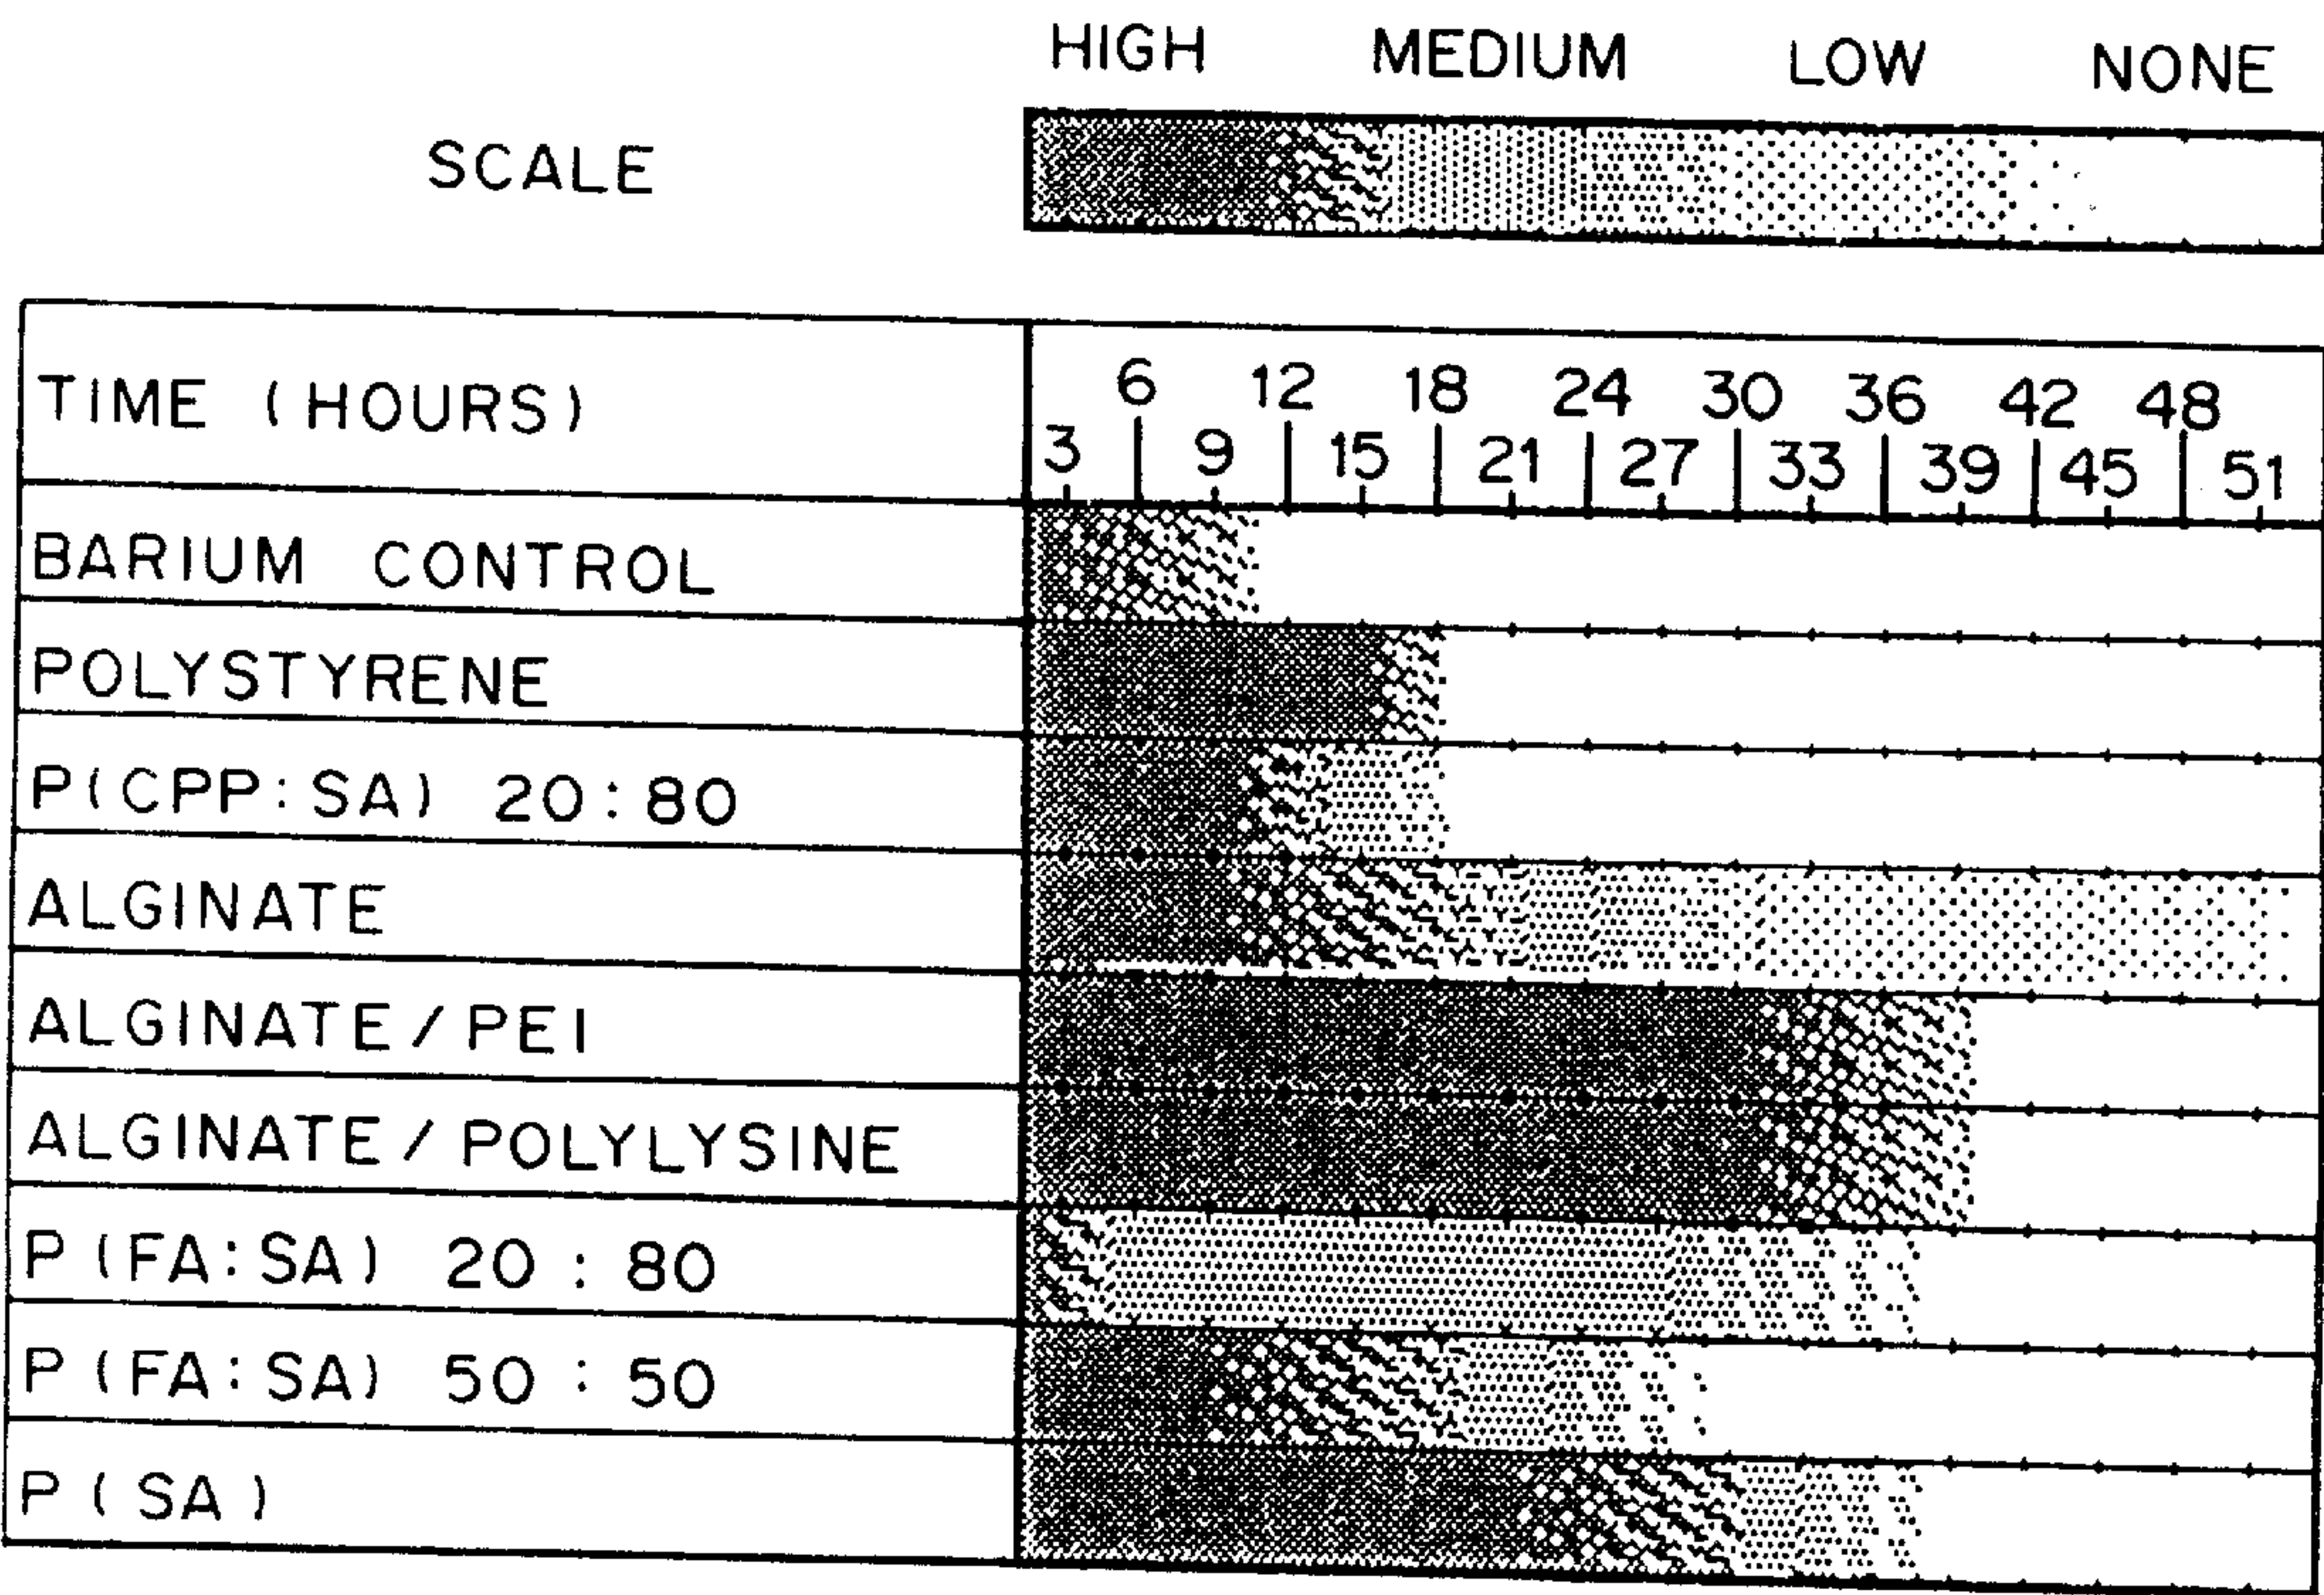 HIGH MEDIUM LOW NONE
SCALE
TIME (HOURS) 3 6 9 12 15 18 21 24 27 30 33 36 39 42 45 48 51
BARIUM CONTROL
POLYSTYRENE
P(CPP:SA) 20:80
ALGINATE
ALGINATE / PEI
ALGINATE / POLYLYSINE
P (FA:SA) 20 : 80
P (FA:SA) 50 : 50
P ( SA )